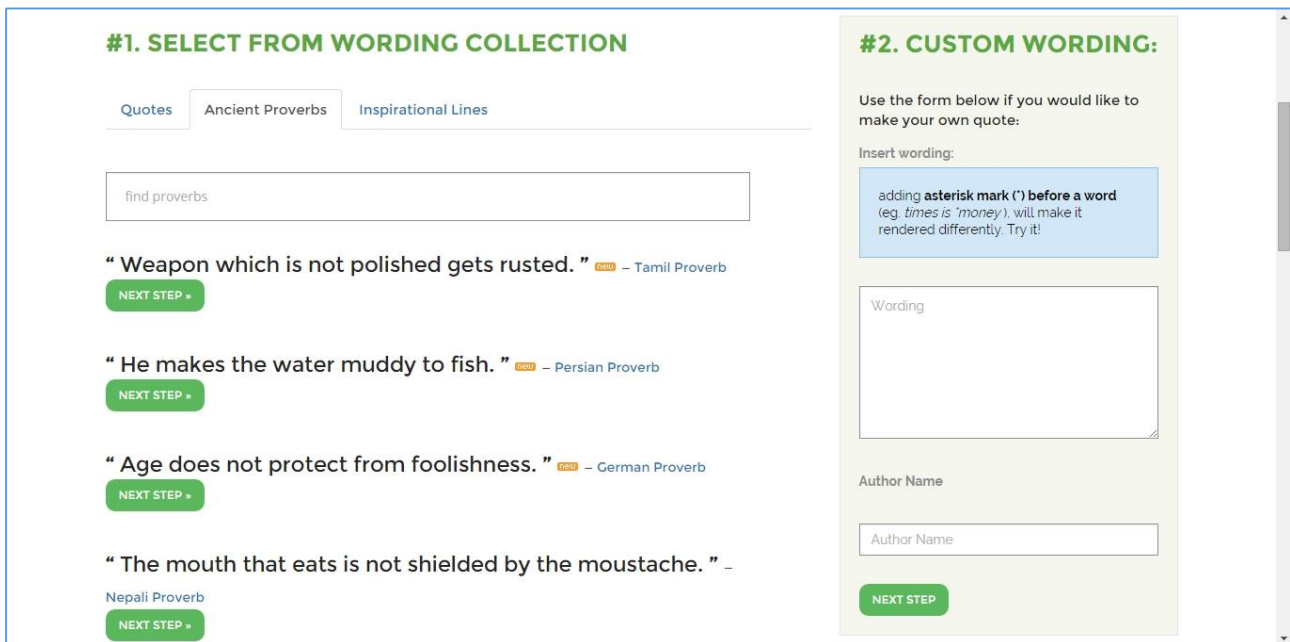 #1. SELECT FROM WORDING COLLECTION
Quotes
Ancient Proverbs
Inspirational Lines
find proverbs
“ Weapon which is not polished gets rusted. ” new – Tamil Proverb
NEXT STEP »
“ He makes the water muddy to fish. ” new – Persian Proverb
NEXT STEP »
“ Age does not protect from foolishness. ” new – German Proverb
NEXT STEP »
“ The mouth that eats is not shielded by the moustache. ” –
Nepali Proverb
NEXT STEP »
#2. CUSTOM WORDING:
Use the form below if you would like to
make your own quote:
Insert wording:
adding asterisk mark (*) before a word
(eg. times is *money ), will make it
rendered differently. Try it!
Wording
Author Name
Author Name
NEXT STEP